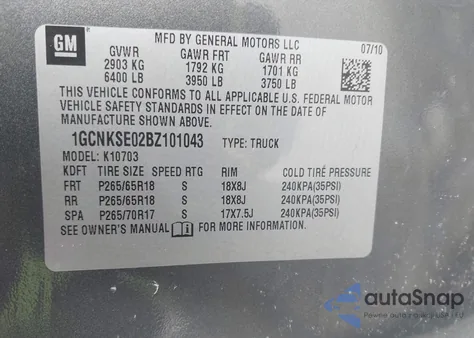 GM
MFD BY GENERAL MOTORS LLC
07/10
GVWR GAWR FRT GAWR RR
2903 KG 1792 KG 1701 KG
6400 LB 3950 LB 3750 LB
THIS VEHICLE CONFORMS TO ALL APPLICABLE U.S. FEDERAL MOTOR
VEHICLE SAFETY STANDARDS IN EFFECT ON THE DATE OF
MANUFACTURE SHOWN ABOVE.
1GCNKSE02BZ101043 TYPE: TRUCK
MODEL: K10703
KDFT TIRE SIZE SPEED RTG RIM COLD TIRE PRESSURE
FRT P265/65R18 S 18X8J 240KPA(35PSI)
RR P265/65R18 S 18X8J 240KPA(35PSI)
SPA P265/70R17 S 17X7.5J 240KPA(35PSI)
SEE OWNER'S MANUAL FOR MORE INFORMATION.
autoSnap